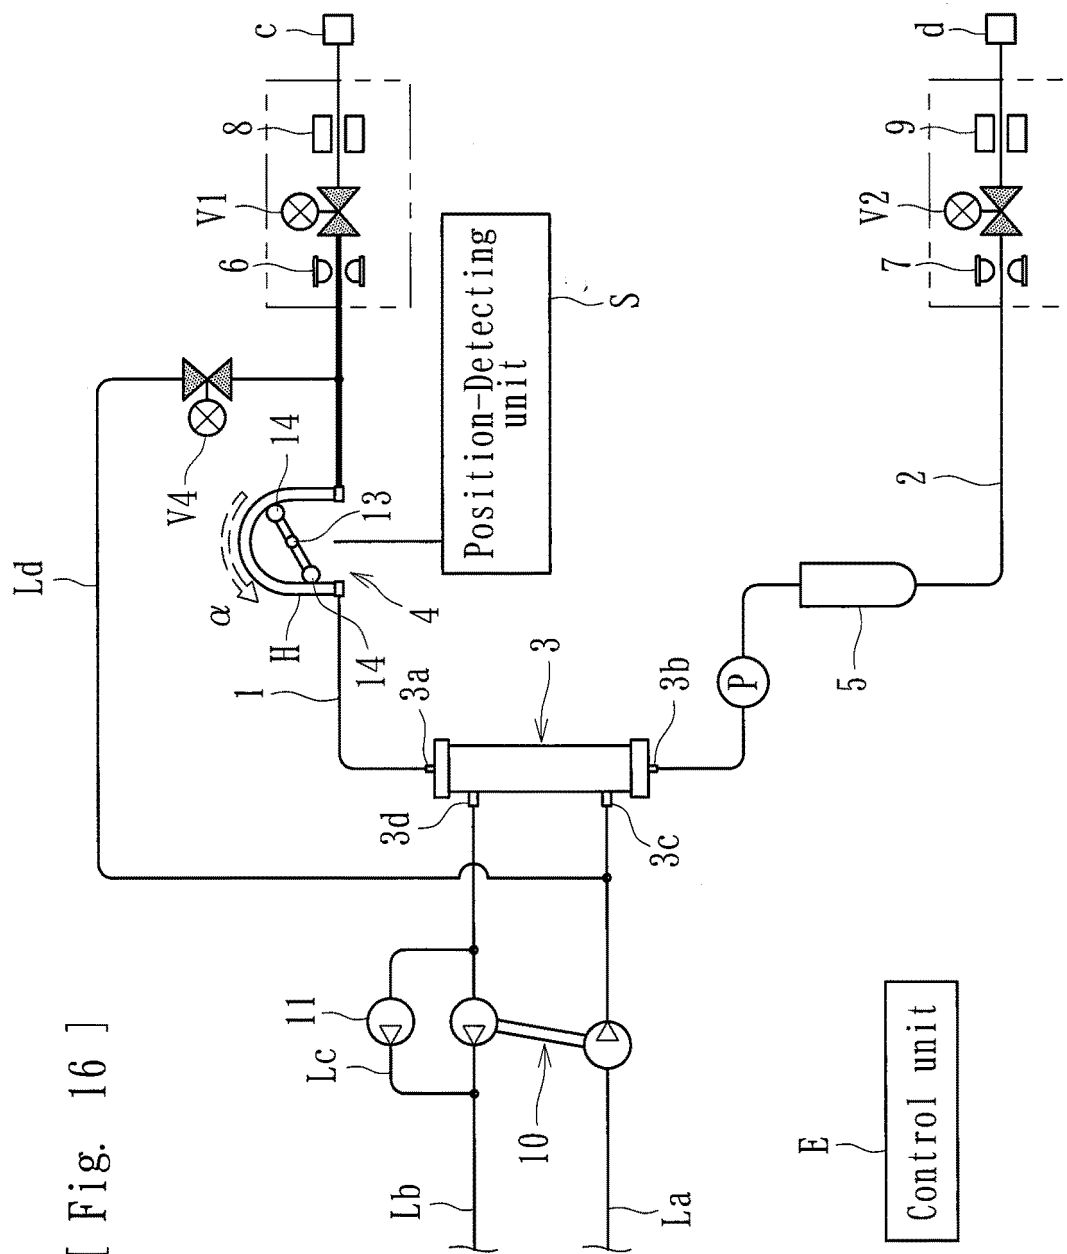 [ Fig. 16 ]
Ld
c
8
V1
6
V4
14
13
α
H
14
4
1
3a
Position-Detecting
unit
S
d
9
V2
7
2
5
P
3
3b
3d
3c
11
Lc
10
Lb
La
E
Control unit